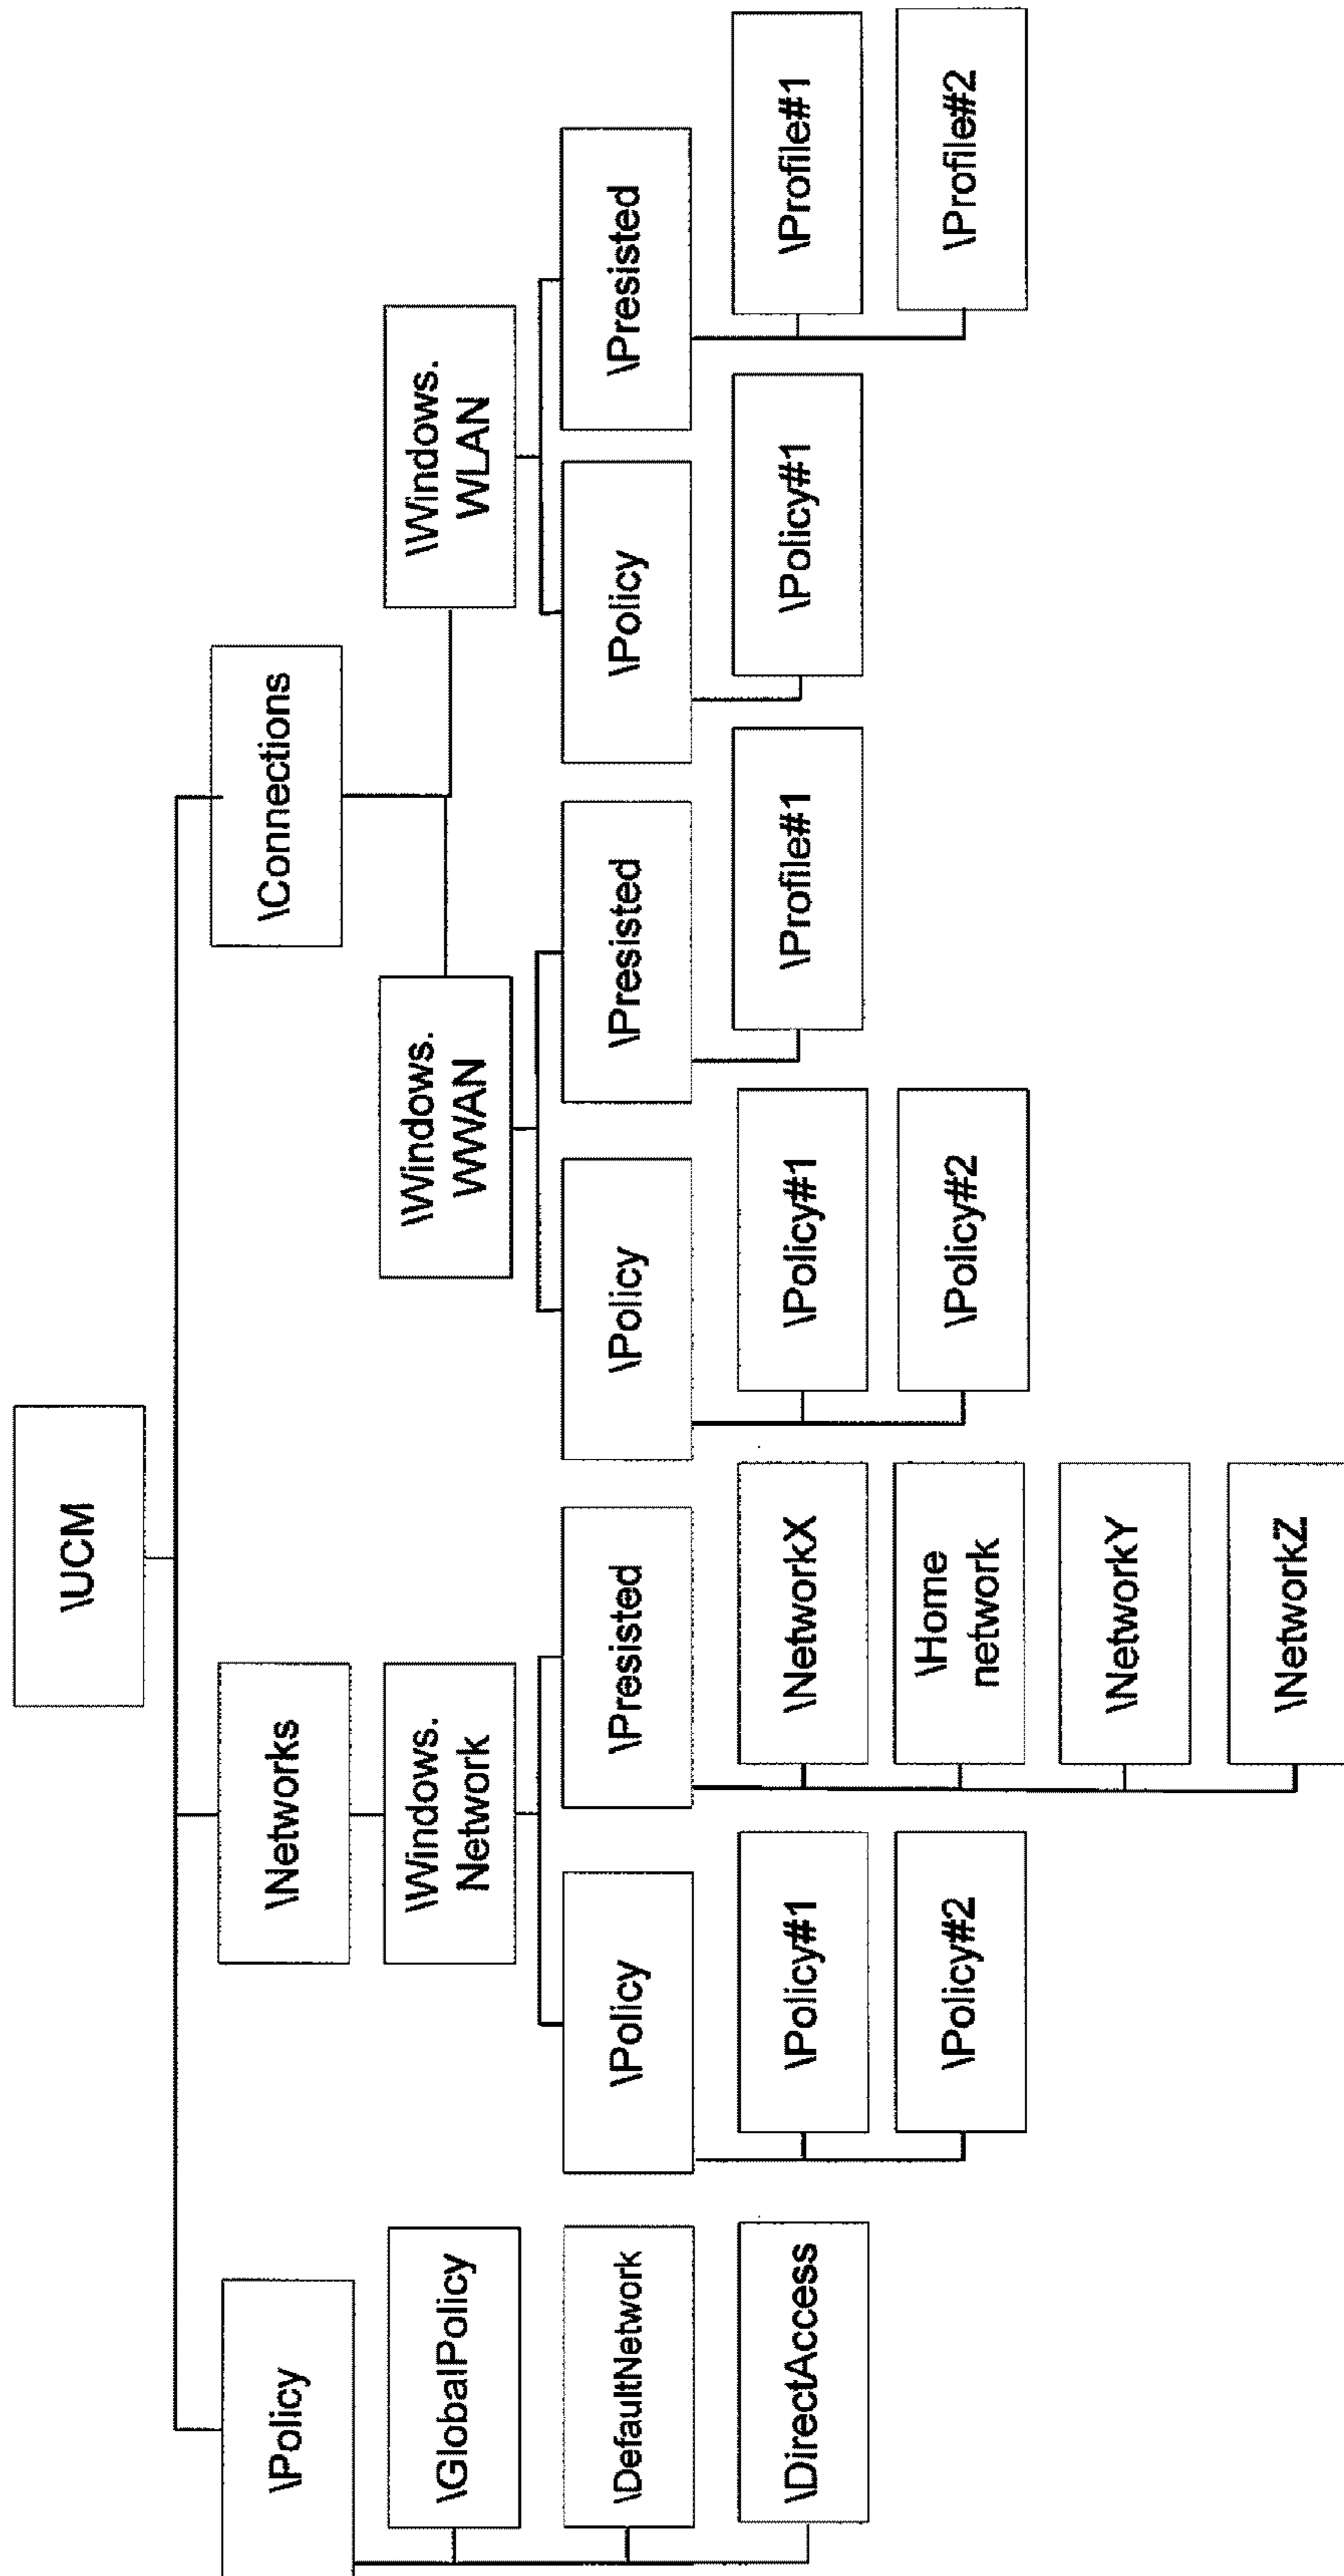 \UCM
\Policy
\Networks
\Connections
\GlobalPolicy
\Windows.
Network
\Windows.
WWAN
\Windows.
WLAN
\DefaultNetwork
\Policy
\Presisted
\Policy
\Presisted
\Policy
\Presisted
\DirectAccess
\Policy#1
\NetworkX
\Policy#1
\Profile#1
\Policy#1
\Profile#1
\Policy#2
\Home
network
\Policy#2
\Profile#2
\NetworkY
\NetworkZ